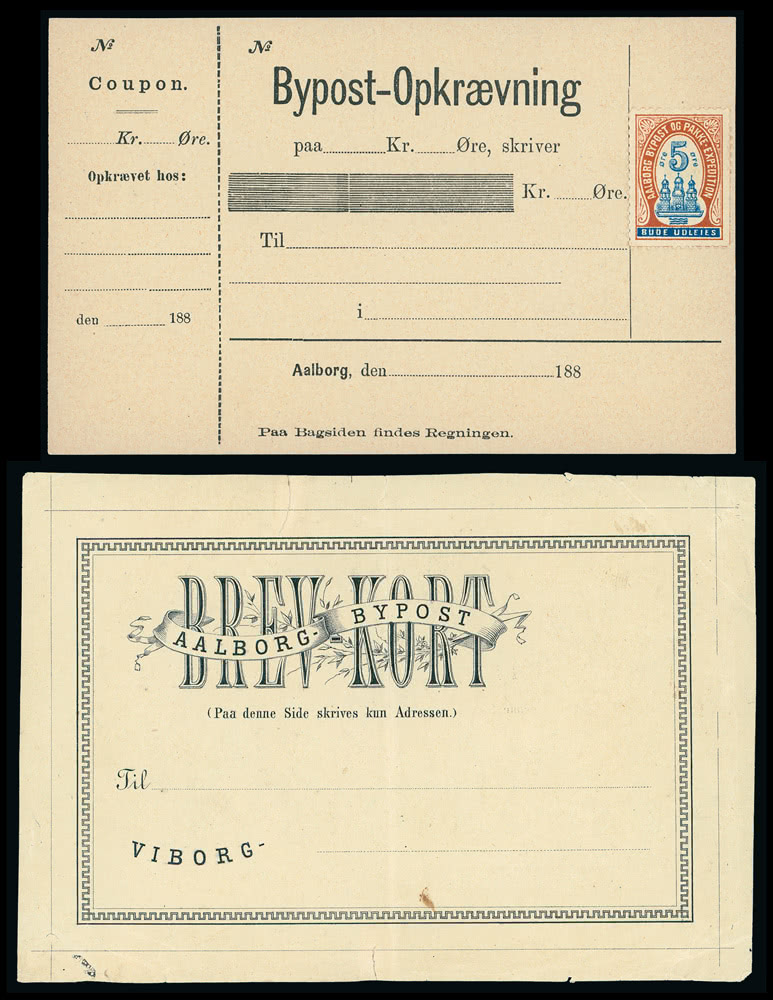 №
Coupon.
Kr. Øre.
Opkrævet hos:
den 188
№
Bypost-Opkrævning
paa Kr. Øre, skriver
Kr. Øre.
Til
i
Aalborg, den 188
Paa Bagsiden findes Regningen.
AALBORG BYPOST OG PAKKE-EXPEDITION
ØRE 5 ØRE
BUDE UDLEIES
BREV-KORT
AALBORG-BYPOST
(Paa denne Side skrives kun Adressen.)
Til
VIBORG-